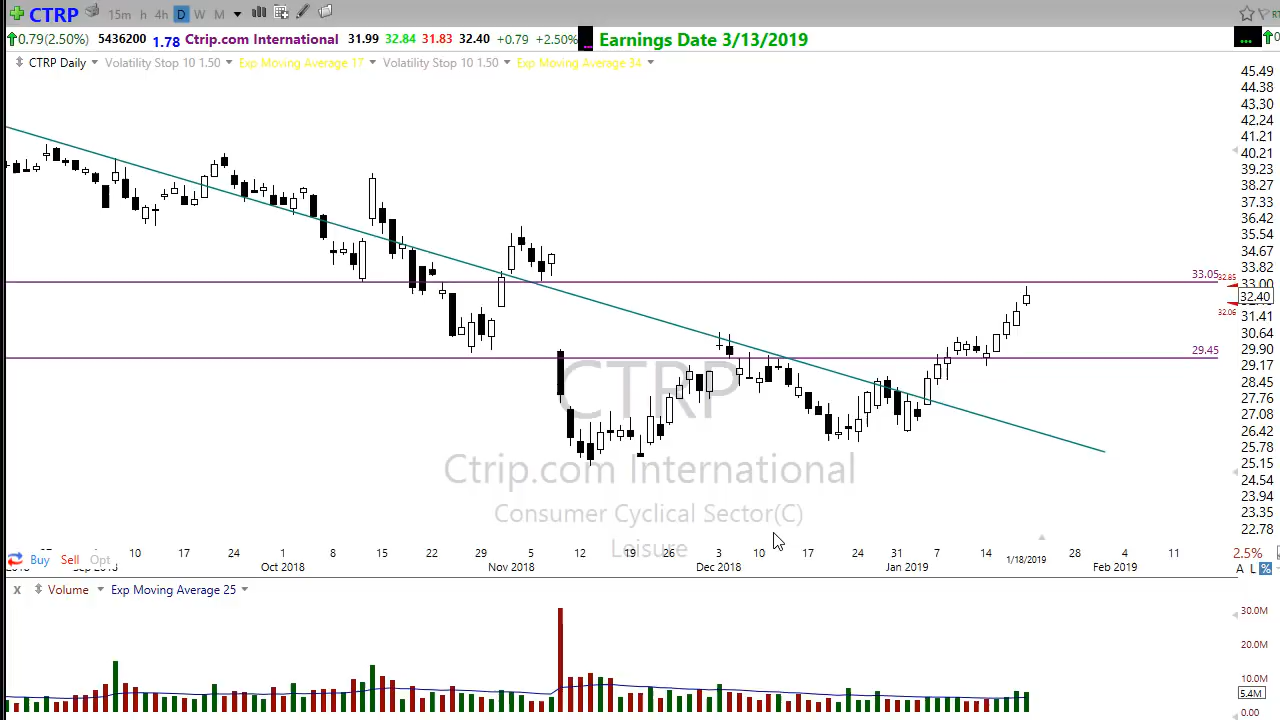 CTRP 15m h 4h D W M
0.79(2.50%) 5436200 1.78 Ctrip.com International 31.99 32.84 31.83 32.40 +0.79 +2.50% ... Earnings Date 3/13/2019 ...
CTRP Daily Volatility Stop 10 1.50 Exp Moving Average 17 Volatility Stop 10 1.50 Exp Moving Average 34
45.49
44.38
43.30
42.24
41.21
40.21
39.23
38.27
37.33
36.42
35.54
34.67
33.82
33.05 32.85
33.00
32.40
32.06
31.41
30.64
29.45 29.90
29.17
28.45
27.76
27.08
26.42
25.78
25.15
24.54
23.94
23.35
22.78
CTRP
Ctrip.com International
Consumer Cyclical Sector(C)
Leisure
10 17 24 1 8 15 22 29 5 12 19 26 3 10 17 24 31 7 14 28 4 11 2.5%
Buy Sell Opt
Oct 2018 Nov 2018 Dec 2018 Jan 2019 1/18/2019 Feb 2019 A L %
X Volume Exp Moving Average 25
30.0M
20.0M
10.0M
5.4M
0.00